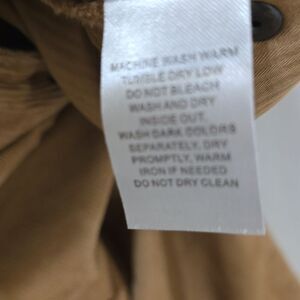 MACHINE WASH WARM
TUMBLE DRY LOW
DO NOT BLEACH
WASH AND DRY
INSIDE OUT.
WASH DARK COLORS
SEPARATELY, DRY
PROMPTLY, WARM
IRON IF NEEDED
DO NOT DRY CLEAN